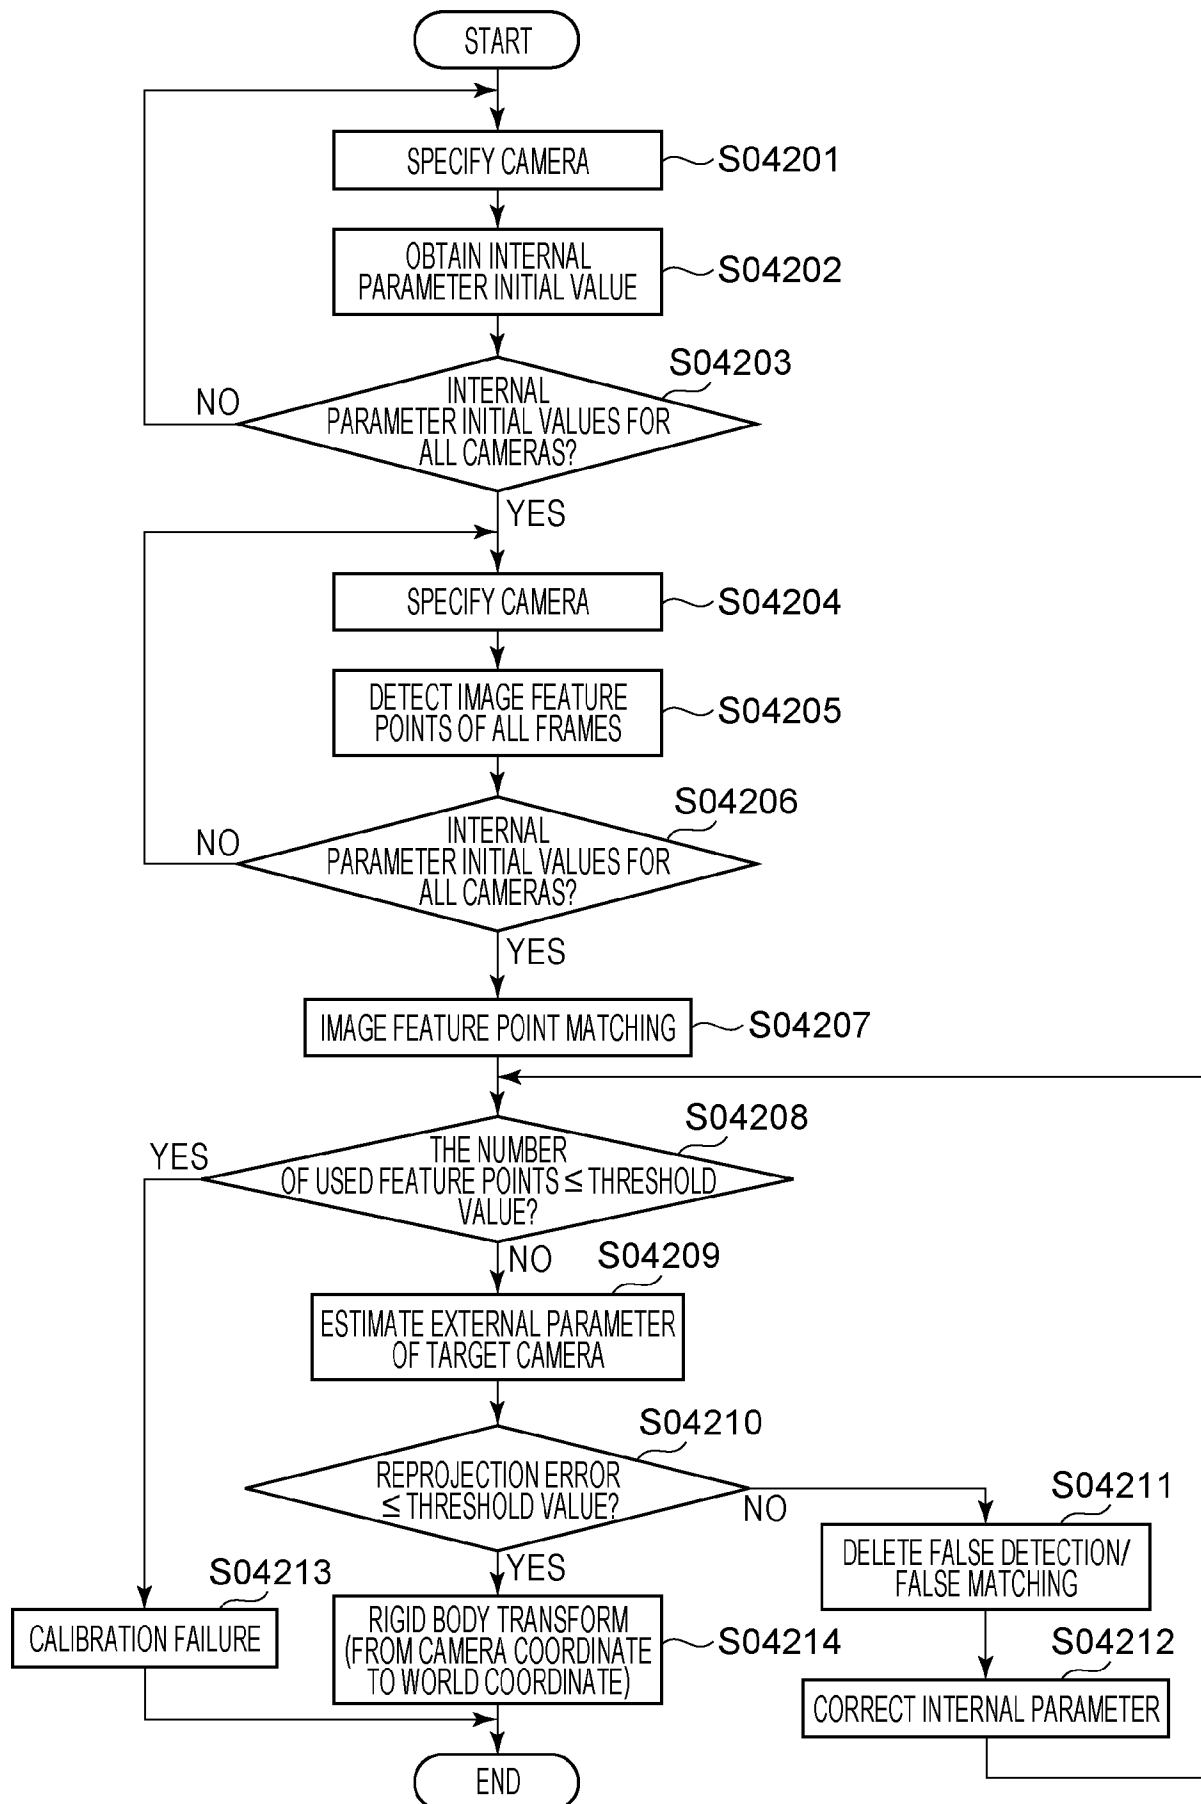 START
SPECIFY CAMERA
S04201
OBTAIN INTERNAL
PARAMETER INITIAL VALUE
S04202
S04203
INTERNAL
PARAMETER INITIAL VALUES FOR
ALL CAMERAS?
NO
YES
SPECIFY CAMERA
S04204
DETECT IMAGE FEATURE
POINTS OF ALL FRAMES
S04205
S04206
INTERNAL
PARAMETER INITIAL VALUES FOR
ALL CAMERAS?
NO
YES
IMAGE FEATURE POINT MATCHING
S04207
S04208
THE NUMBER
OF USED FEATURE POINTS ≤ THRESHOLD
VALUE?
YES
NO
S04209
ESTIMATE EXTERNAL PARAMETER
OF TARGET CAMERA
S04210
REPROJECTION ERROR
≤ THRESHOLD VALUE?
NO
YES
S04211
DELETE FALSE DETECTION/
FALSE MATCHING
S04212
CORRECT INTERNAL PARAMETER
S04213
CALIBRATION FAILURE
RIGID BODY TRANSFORM
(FROM CAMERA COORDINATE
TO WORLD COORDINATE)
S04214
END